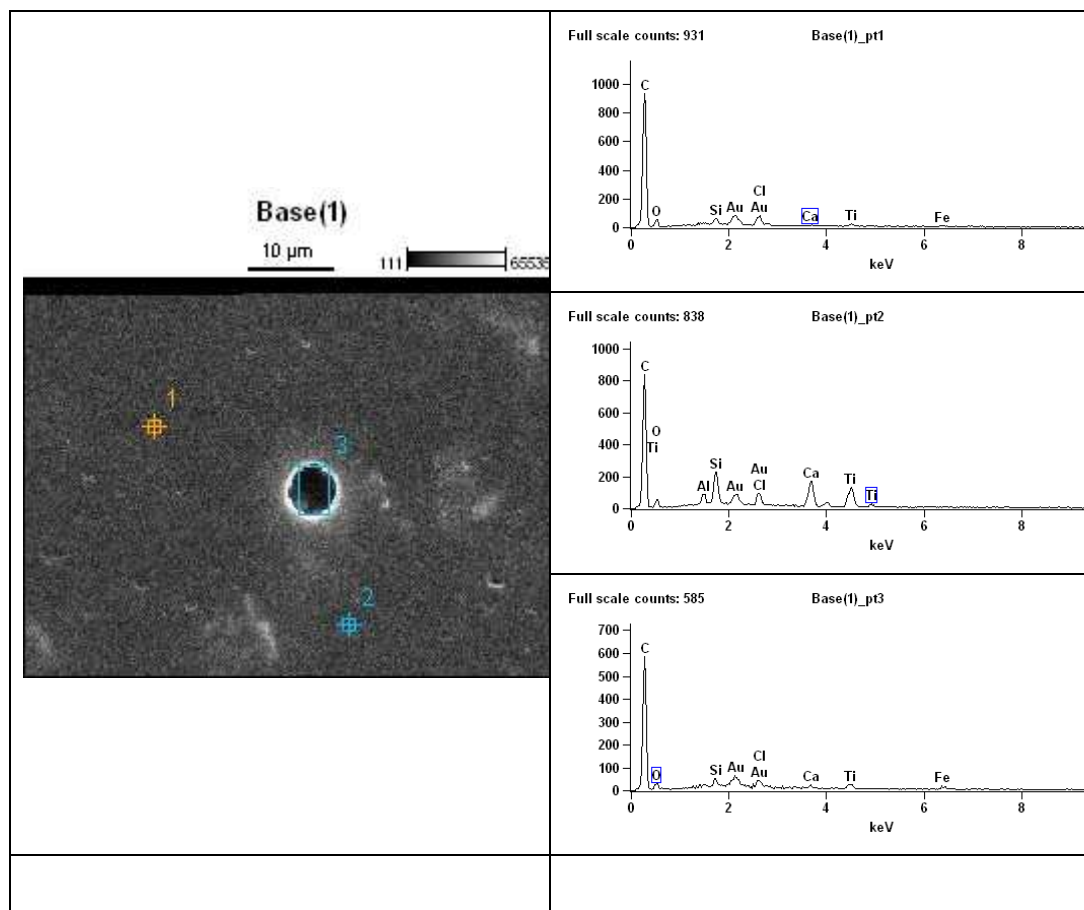 Base(1)
10 µm
111
65535
1
3
2
Full scale counts: 931 Base(1)_pt1
1000
800
600
400
200
0
C
O
Si
Au
Cl
Au
Ca
Ti
Fe
0 2 4 6 8
keV
Full scale counts: 838 Base(1)_pt2
1000
800
600
400
200
0
C
O
Ti
Al
Si
Au
Au
Cl
Ca
Ti
Ti
0 2 4 6 8
keV
Full scale counts: 585 Base(1)_pt3
700
600
500
400
300
200
100
0
C
O
Si
Au
Cl
Au
Ca
Ti
Fe
0 2 4 6 8
keV